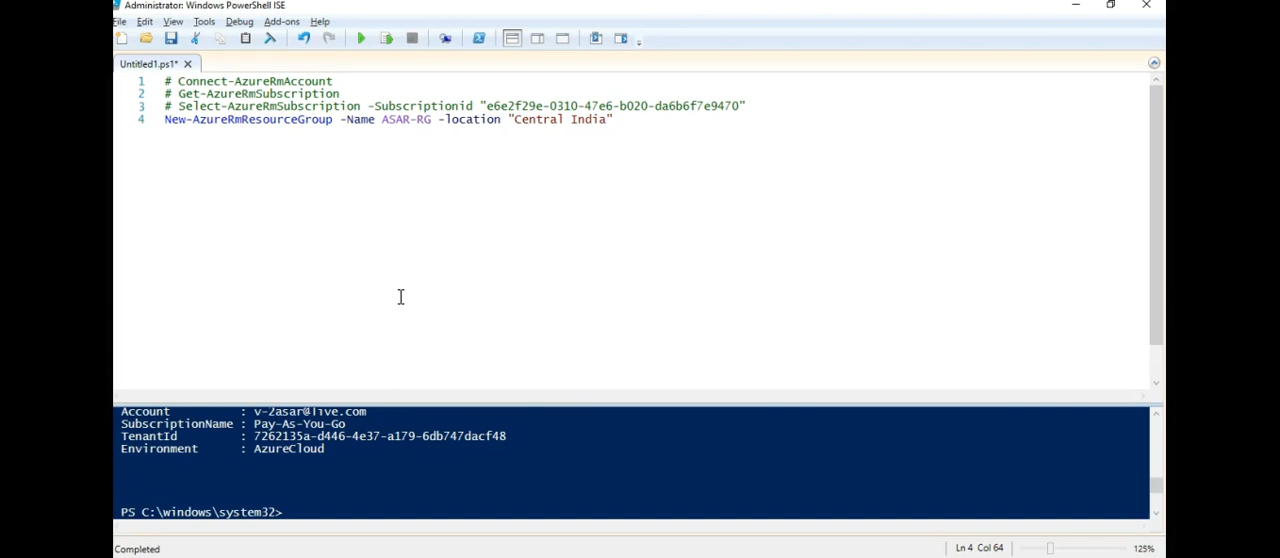 Administrator: Windows PowerShell ISE
File Edit View Tools Debug Add-ons Help
Untitled1.ps1*
1 # Connect-AzureRmAccount
2 # Get-AzureRmSubscription
3 # Select-AzureRmSubscription -Subscriptionid "e6e2f29e-0310-47e6-b020-da6b6f7e9470"
4 New-AzureRmResourceGroup -Name ASAR-RG -location "Central India"
Account : v-2asar@live.com
SubscriptionName : Pay-As-You-Go
TenantId : 7262135a-d446-4e37-a179-6db747dacf48
Environment : AzureCloud
PS C:\windows\system32>
Completed
Ln 4 Col 64
125%